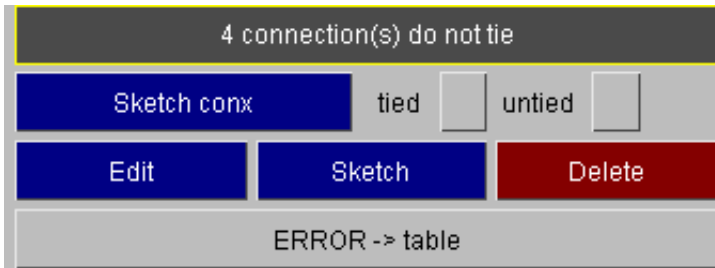 4 connection(s) do not tie
Sketch conx tied untied
Edit Sketch Delete
ERROR -> table